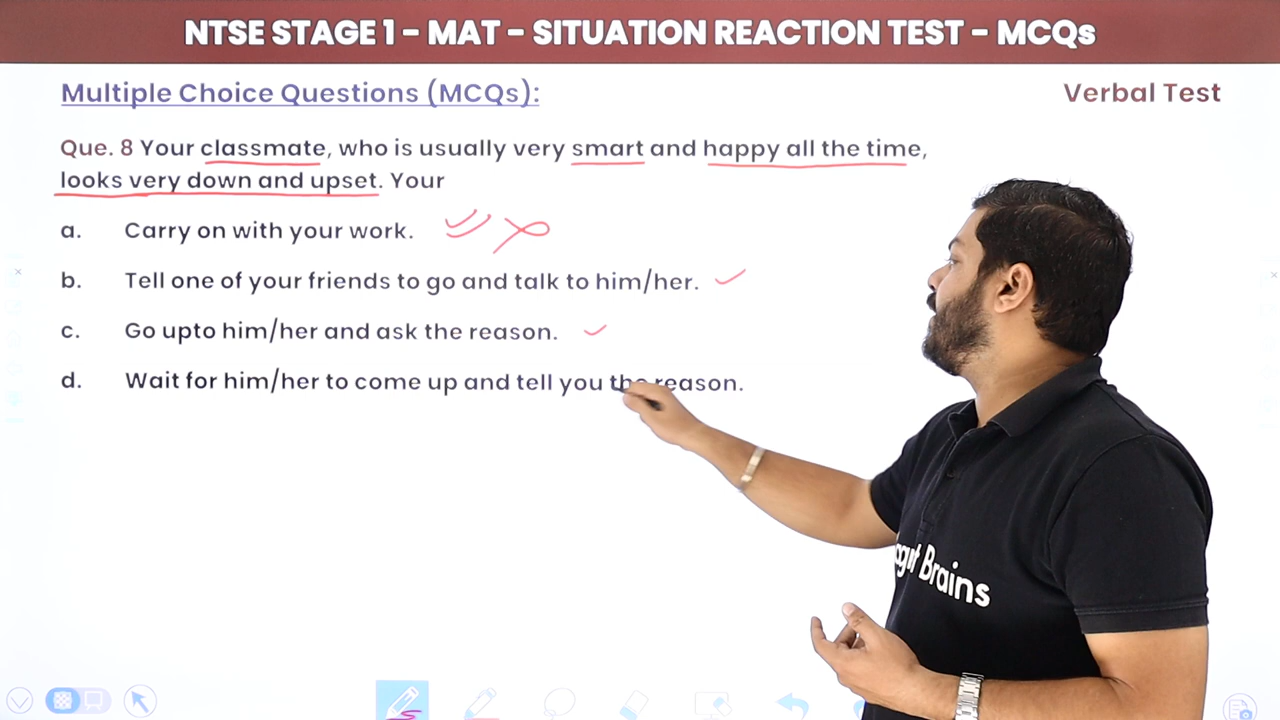 NTSE STAGE 1 – MAT – SITUATION REACTION TEST – MCQs
Multiple Choice Questions (MCQs):
Verbal Test
Que. 8 Your classmate, who is usually very smart and happy all the time,
looks very down and upset. Your
a. Carry on with your work.
b. Tell one of your friends to go and talk to him/her.
c. Go upto him/her and ask the reason.
d. Wait for him/her to come up and tell you the reason.
Brains